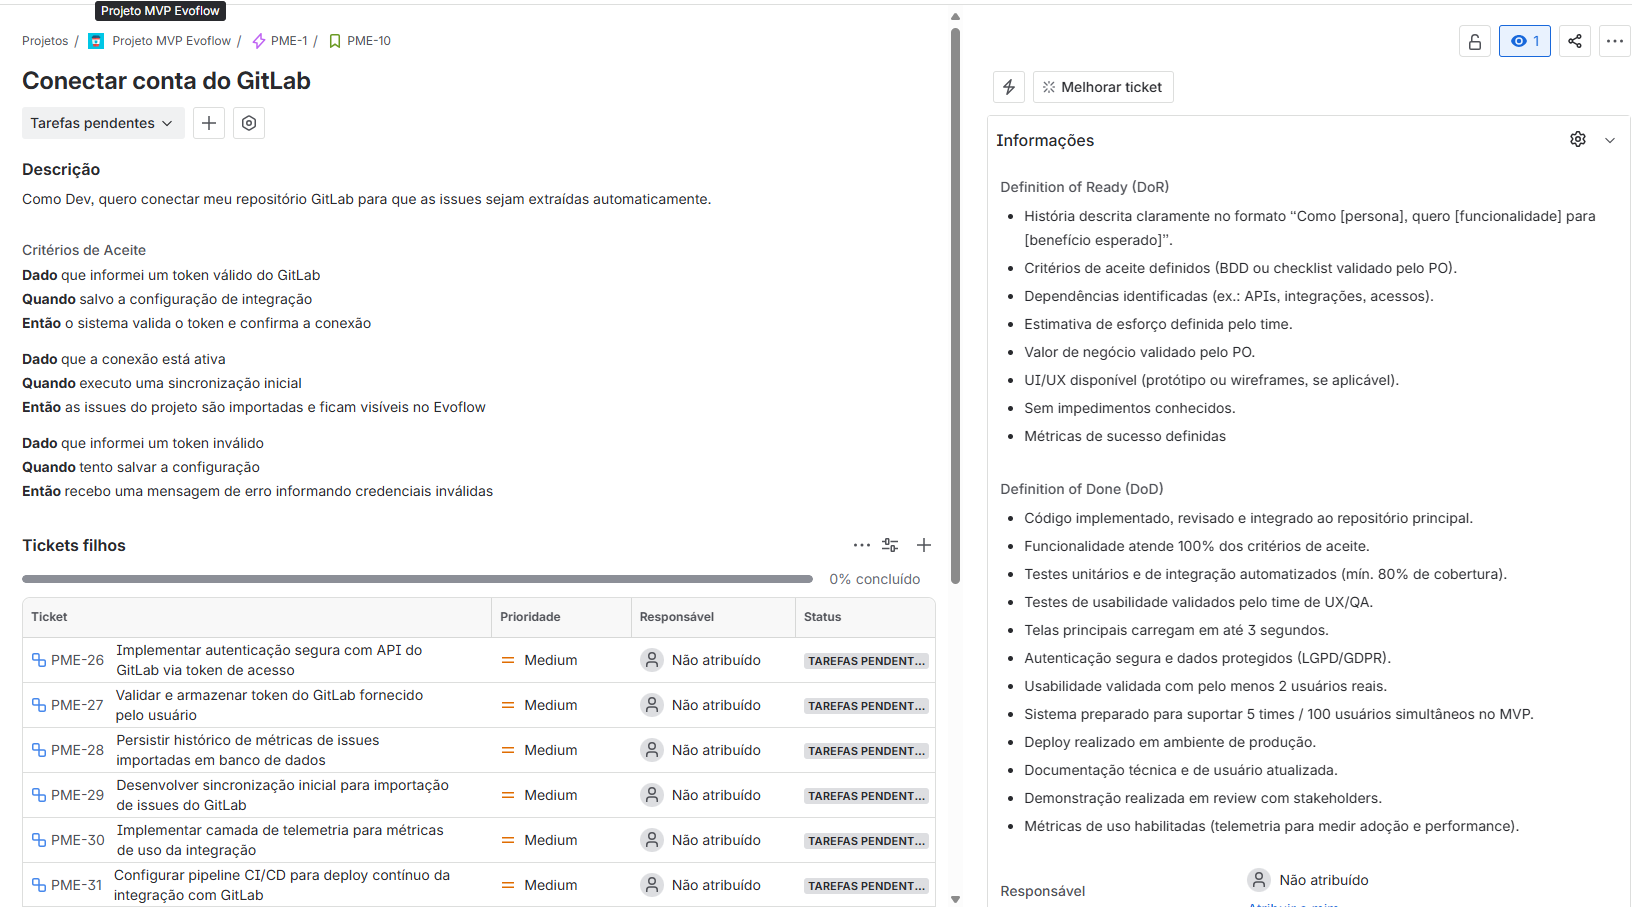 Projeto MVP Evoflow
Projetos / Projeto MVP Evoflow / PME-1 / PME-10
Conectar conta do GitLab
Tarefas pendentes
Descrição
Como Dev, quero conectar meu repositório GitLab para que as issues sejam extraídas automaticamente.
Critérios de Aceite
Dado que informei um token válido do GitLab
Quando salvo a configuração de integração
Então o sistema valida o token e confirma a conexão
Dado que a conexão está ativa
Quando executo uma sincronização inicial
Então as issues do projeto são importadas e ficam visíveis no Evoflow
Dado que informei um token inválido
Quando tento salvar a configuração
Então recebo uma mensagem de erro informando credenciais inválidas
Tickets filhos
0% concluído
Ticket Prioridade Responsável Status
PME-26 Implementar autenticação segura com API do
GitLab via token de acesso Medium Não atribuído TAREFAS PENDENT...
PME-27 Validar e armazenar token do GitLab fornecido
pelo usuário Medium Não atribuído TAREFAS PENDENT...
PME-28 Persistir histórico de métricas de issues
importadas em banco de dados Medium Não atribuído TAREFAS PENDENT...
PME-29 Desenvolver sincronização inicial para importação
de issues do GitLab Medium Não atribuído TAREFAS PENDENT...
PME-30 Implementar camada de telemetria para métricas
de uso da integração Medium Não atribuído TAREFAS PENDENT...
PME-31 Configurar pipeline CI/CD para deploy contínuo da
integração com GitLab Medium Não atribuído TAREFAS PENDENT...
1
Melhorar ticket
Informações
Definition of Ready (DoR)
• História descrita claramente no formato “Como [persona], quero [funcionalidade] para
[benefício esperado]”.
• Critérios de aceite definidos (BDD ou checklist validado pelo PO).
• Dependências identificadas (ex.: APIs, integrações, acessos).
• Estimativa de esforço definida pelo time.
• Valor de negócio validado pelo PO.
• UI/UX disponível (protótipo ou wireframes, se aplicável).
• Sem impedimentos conhecidos.
• Métricas de sucesso definidas
Definition of Done (DoD)
• Código implementado, revisado e integrado ao repositório principal.
• Funcionalidade atende 100% dos critérios de aceite.
• Testes unitários e de integração automatizados (mín. 80% de cobertura).
• Testes de usabilidade validados pelo time de UX/QA.
• Telas principais carregam em até 3 segundos.
• Autenticação segura e dados protegidos (LGPD/GDPR).
• Usabilidade validada com pelo menos 2 usuários reais.
• Sistema preparado para suportar 5 times / 100 usuários simultâneos no MVP.
• Deploy realizado em ambiente de produção.
• Documentação técnica e de usuário atualizada.
• Demonstração realizada em review com stakeholders.
• Métricas de uso habilitadas (telemetria para medir adoção e performance).
Responsável
Não atribuído